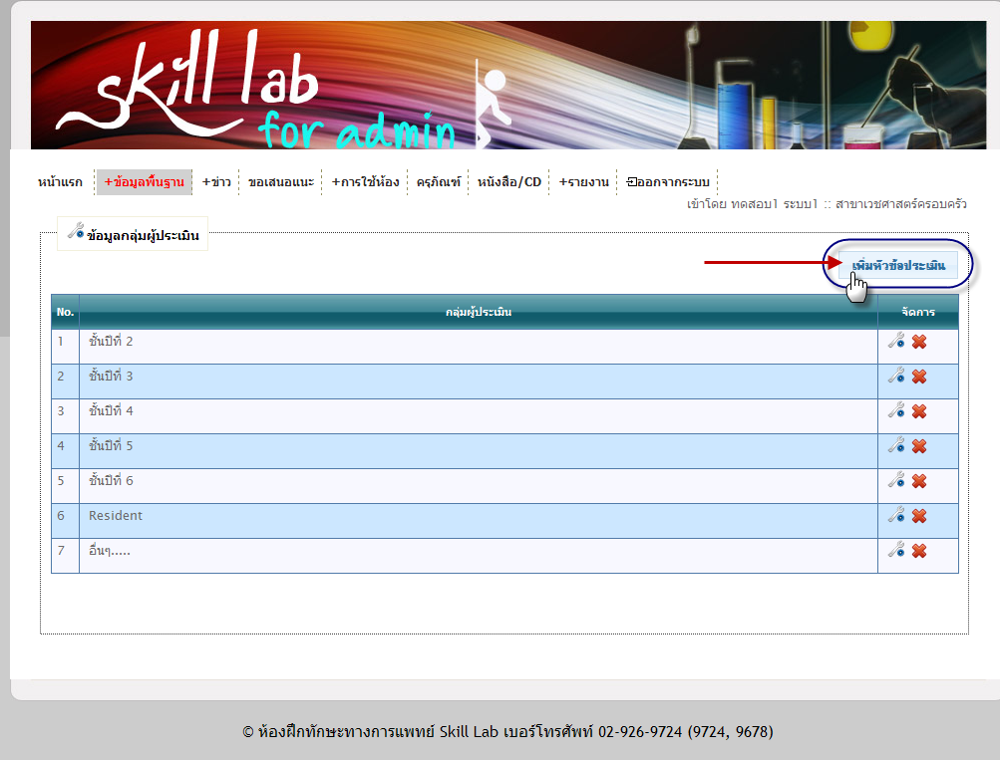 skill lab
for admin
หน้าแรก +ข้อมูลพื้นฐาน +ข่าว ขอเสนอแนะ +การใช้ห้อง ครุภัณฑ์ หนังสือ/CD +รายงาน ออกจากระบบ
เข้าโดย ทดสอบ1 ระบบ1 :: สาขาเวชศาสตร์ครอบครัว
ข้อมูลกลุ่มผู้ประเมิน
เพิ่มหัวข้อประเมิน
No. กลุ่มผู้ประเมิน จัดการ
1 ชั้นปีที่ 2
2 ชั้นปีที่ 3
3 ชั้นปีที่ 4
4 ชั้นปีที่ 5
5 ชั้นปีที่ 6
6 Resident
7 อื่นๆ.....
© ห้องฝึกทักษะทางการแพทย์ Skill Lab เบอร์โทรศัพท์ 02-926-9724 (9724, 9678)